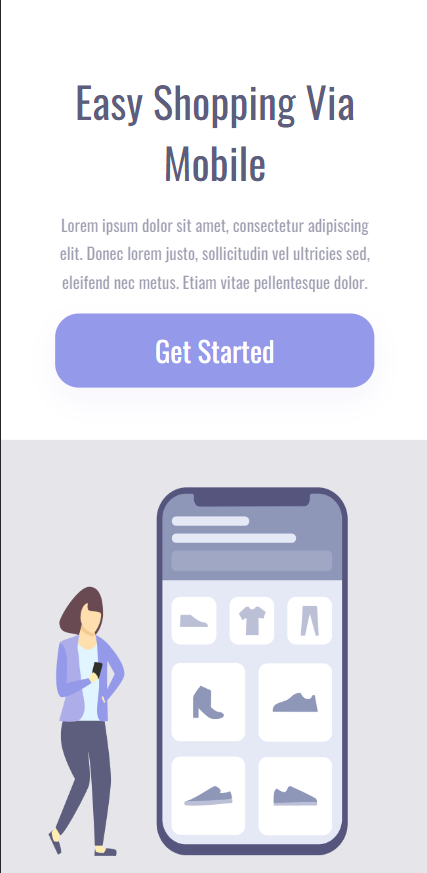 Easy Shopping Via
Mobile
Lorem ipsum dolor sit amet, consectetur adipiscing
elit. Donec lorem justo, sollicitudin vel ultricies sed,
eleifend nec metus. Etiam vitae pellentesque dolor.
Get Started